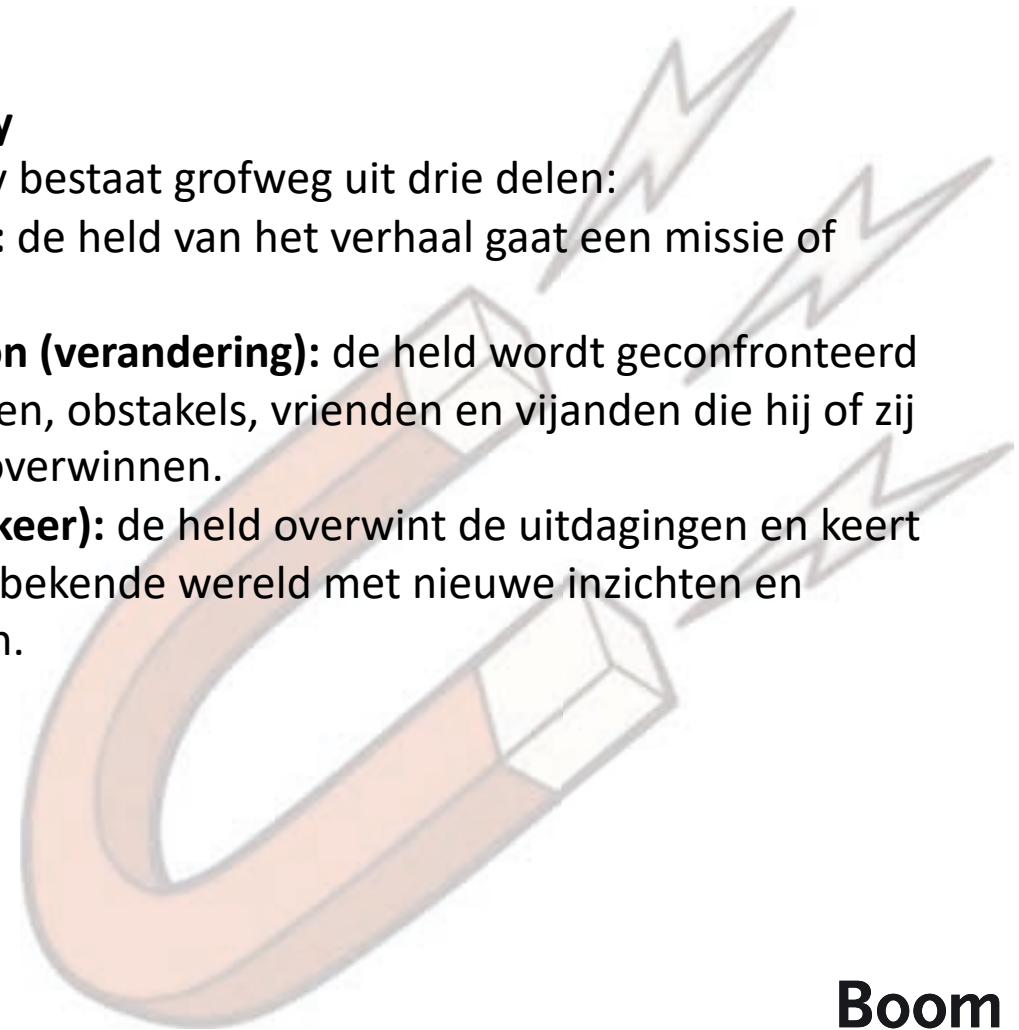 y
y bestaat grofweg uit drie delen:
: de held van het verhaal gaat een missie of
on (verandering): de held wordt geconfronteerd
en, obstakels, vrienden en vijanden die hij of zij
overwinnen.
keer): de held overwint de uitdagingen en keert
bekende wereld met nieuwe inzichten en
n.
Boom